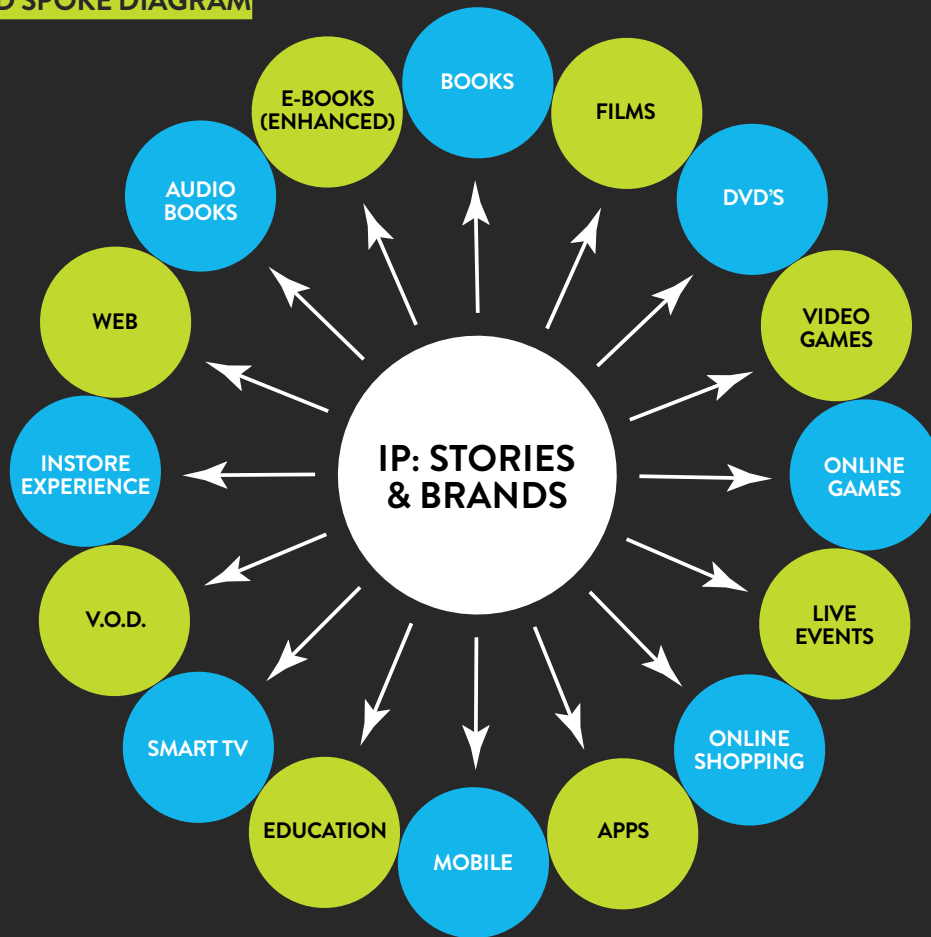 D SPOKE DIAGRAM
BOOKS
FILMS
DVD'S
VIDEO
GAMES
ONLINE
GAMES
LIVE
EVENTS
ONLINE
SHOPPING
APPS
MOBILE
EDUCATION
SMART TV
V.O.D.
INSTORE
EXPERIENCE
WEB
AUDIO
BOOKS
E-BOOKS
(ENHANCED)
IP: STORIES
& BRANDS